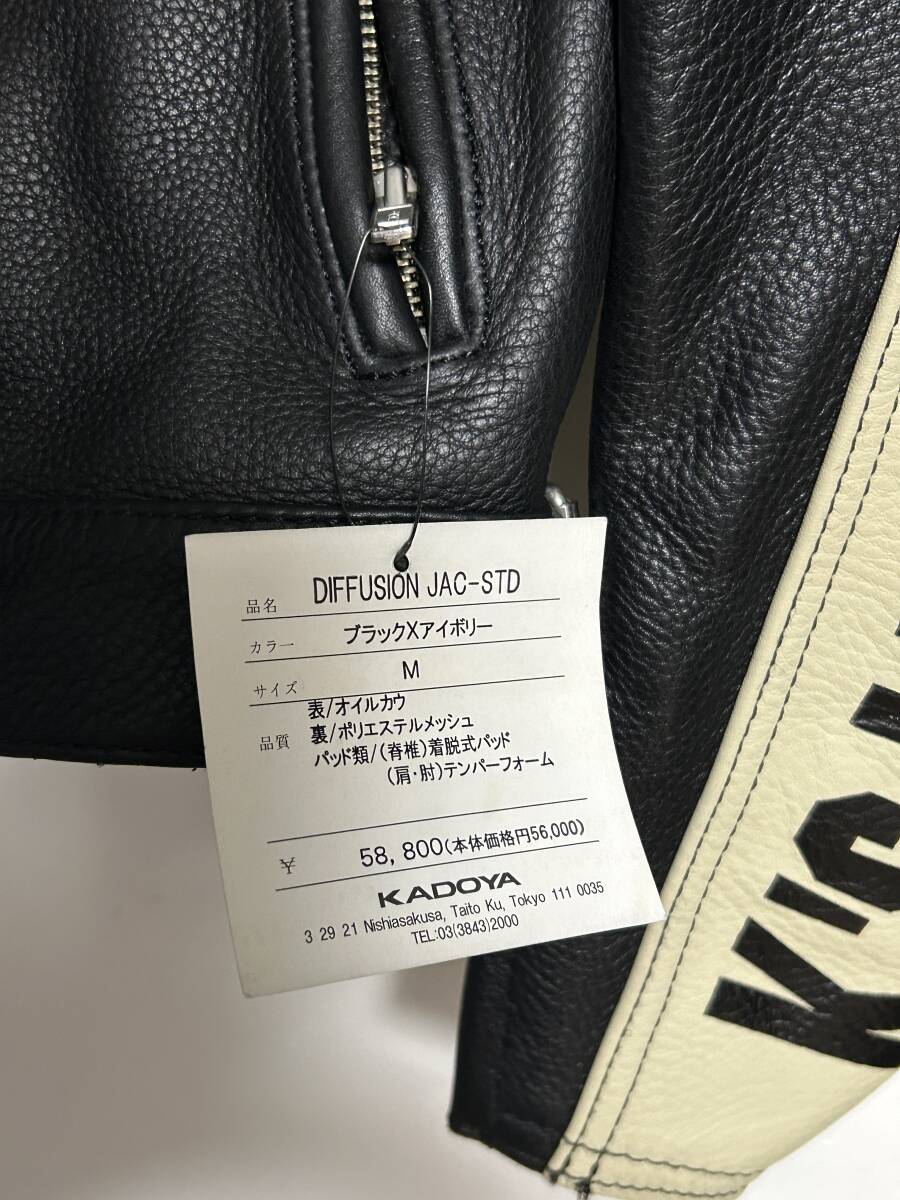 品名 DIFFUSION JAC-STD
カラー ブラックXアイボリー
サイズ M
品質 表/オイルカウ
裏/ポリエステルメッシュ
パッド類/(脊椎)着脱式パッド
(肩・肘)テンパーフォーム
¥ 58,800(本体価格円56,000)
KADOYA
3 29 21 Nishiasakusa, Taito Ku, Tokyo 111 0035
TEL:03(3843)2000
K'S